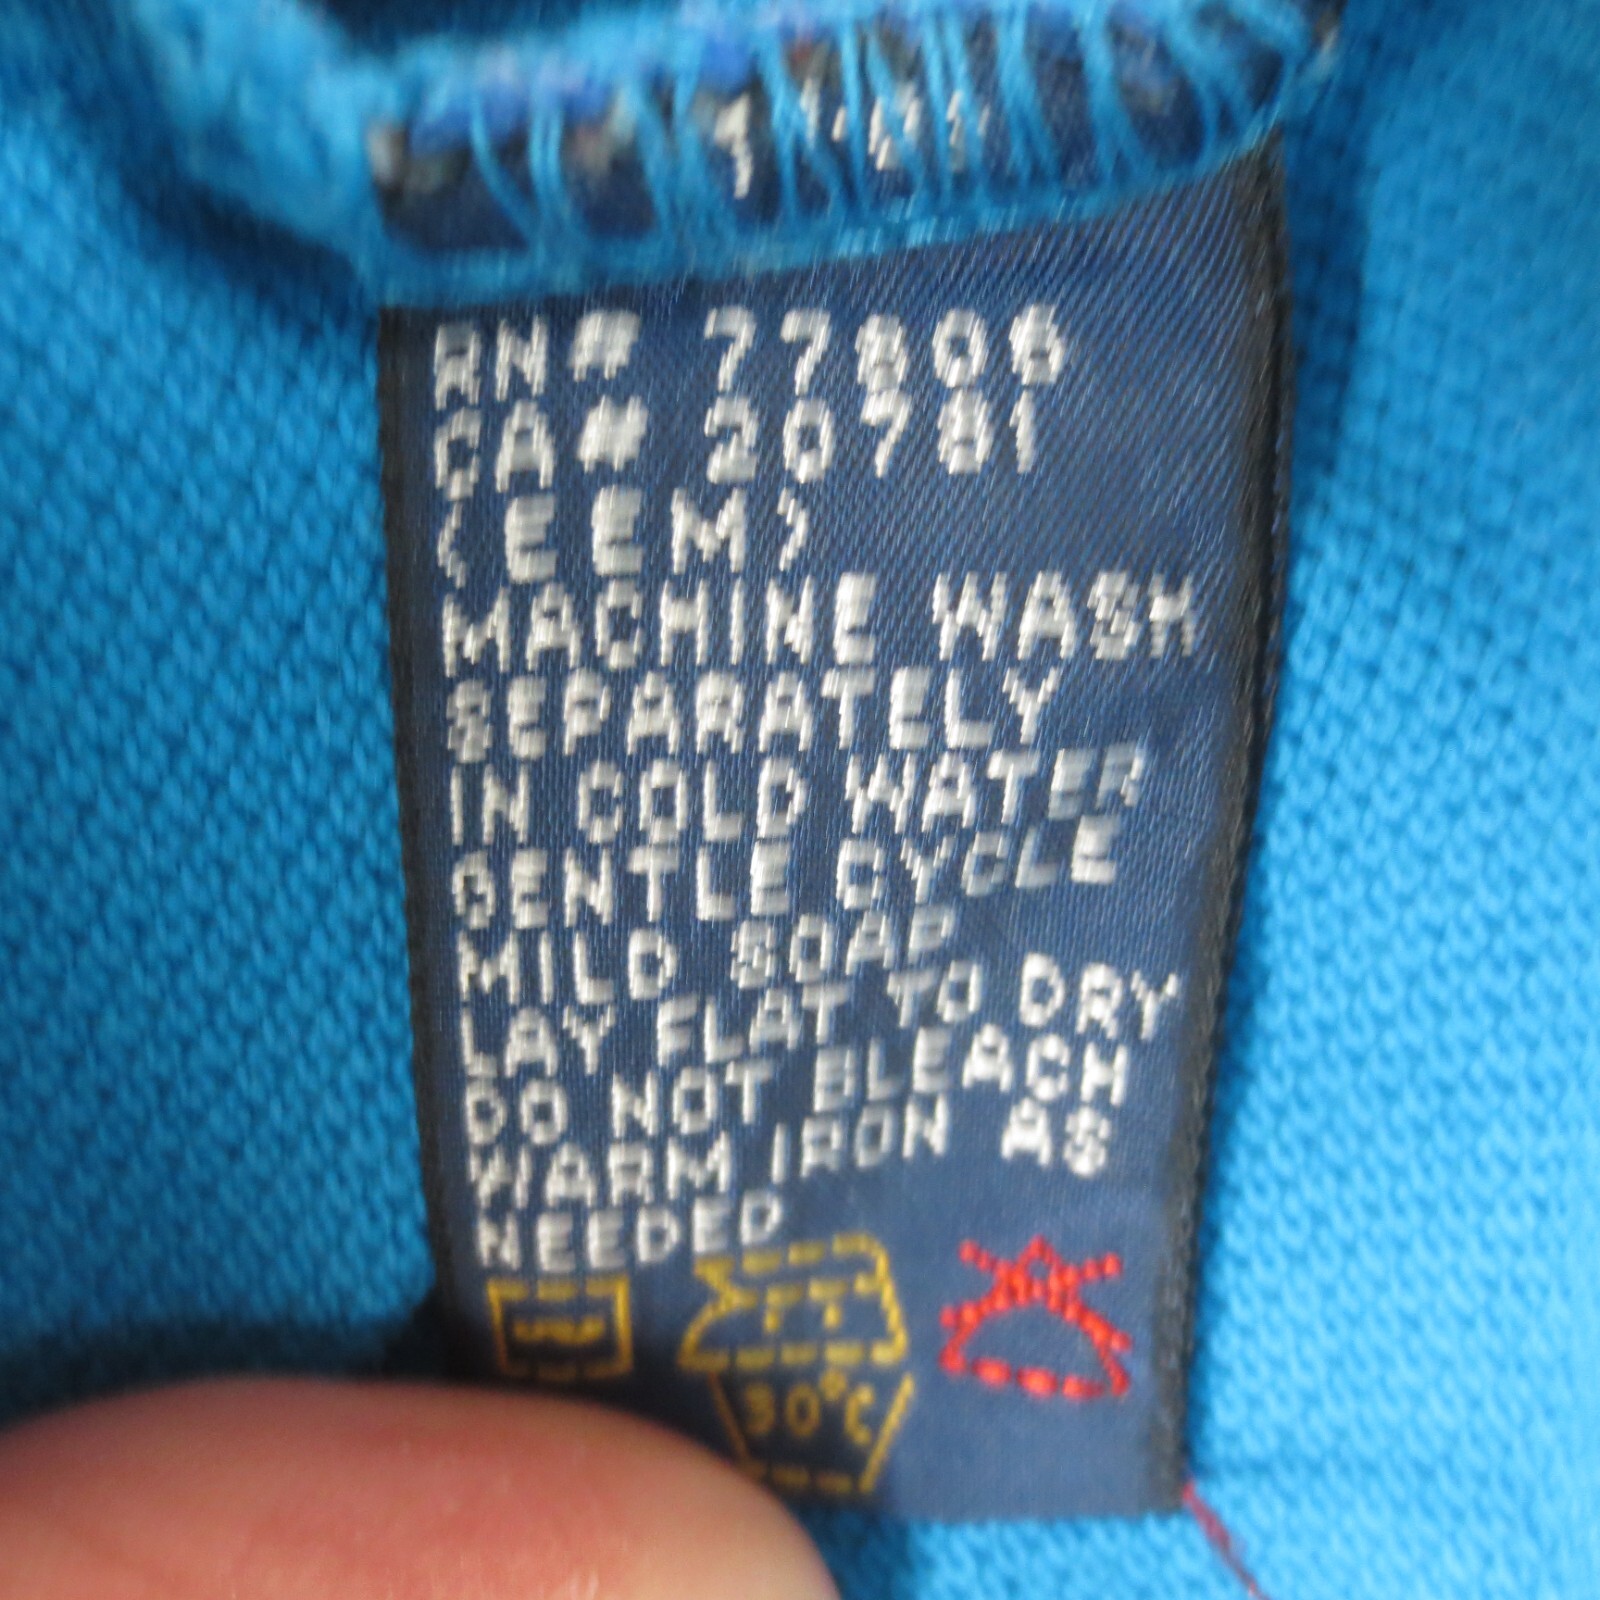 RN# 77806
CA# 20781
(EEM)
MACHINE WASH
SEPARATELY
IN COLD WATER
GENTLE CYCLE
MILD SOAP
LAY FLAT TO DRY
DO NOT BLEACH
WARM IRON AS
NEEDED
30°C